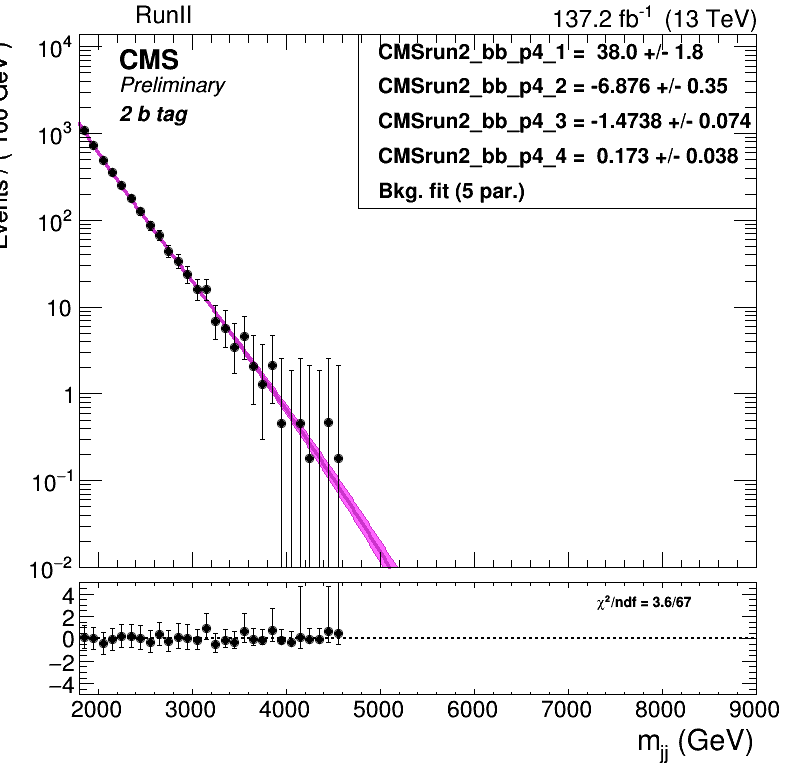 RunII
137.2 fb⁻¹ (13 TeV)
CMS
Preliminary
2 b tag
CMSrun2_bb_p4_1 = 38.0 +/- 1.8
CMSrun2_bb_p4_2 = -6.876 +/- 0.35
CMSrun2_bb_p4_3 = -1.4738 +/- 0.074
CMSrun2_bb_p4_4 = 0.173 +/- 0.038
Bkg. fit (5 par.)
Events / ( 100 GeV )
10⁴
10³
10²
10
1
10⁻¹
10⁻²
χ²/ndf = 3.6/67
4
2
0
−2
−4
2000 3000 4000 5000 6000 7000 8000 9000
m_jj (GeV)